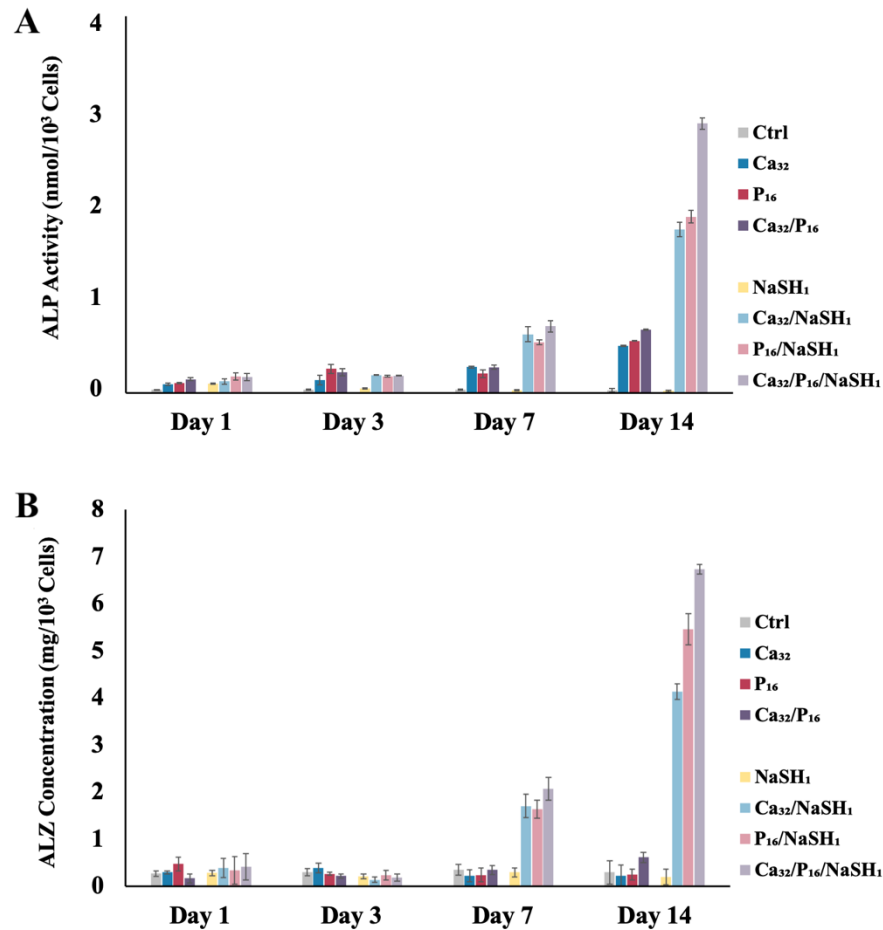 A
ALP Activity (nmol/10³ Cells)
4
3
2
1
0
Day 1 Day 3 Day 7 Day 14
Ctrl
Ca₃₂
P₁₆
Ca₃₂/P₁₆
NaSH₁
Ca₃₂/NaSH₁
P₁₆/NaSH₁
Ca₃₂/P₁₆/NaSH₁
B
ALZ Concentration (mg/10³ Cells)
8
7
6
5
4
3
2
1
0
Day 1 Day 3 Day 7 Day 14
Ctrl
Ca₃₂
P₁₆
Ca₃₂/P₁₆
NaSH₁
Ca₃₂/NaSH₁
P₁₆/NaSH₁
Ca₃₂/P₁₆/NaSH₁